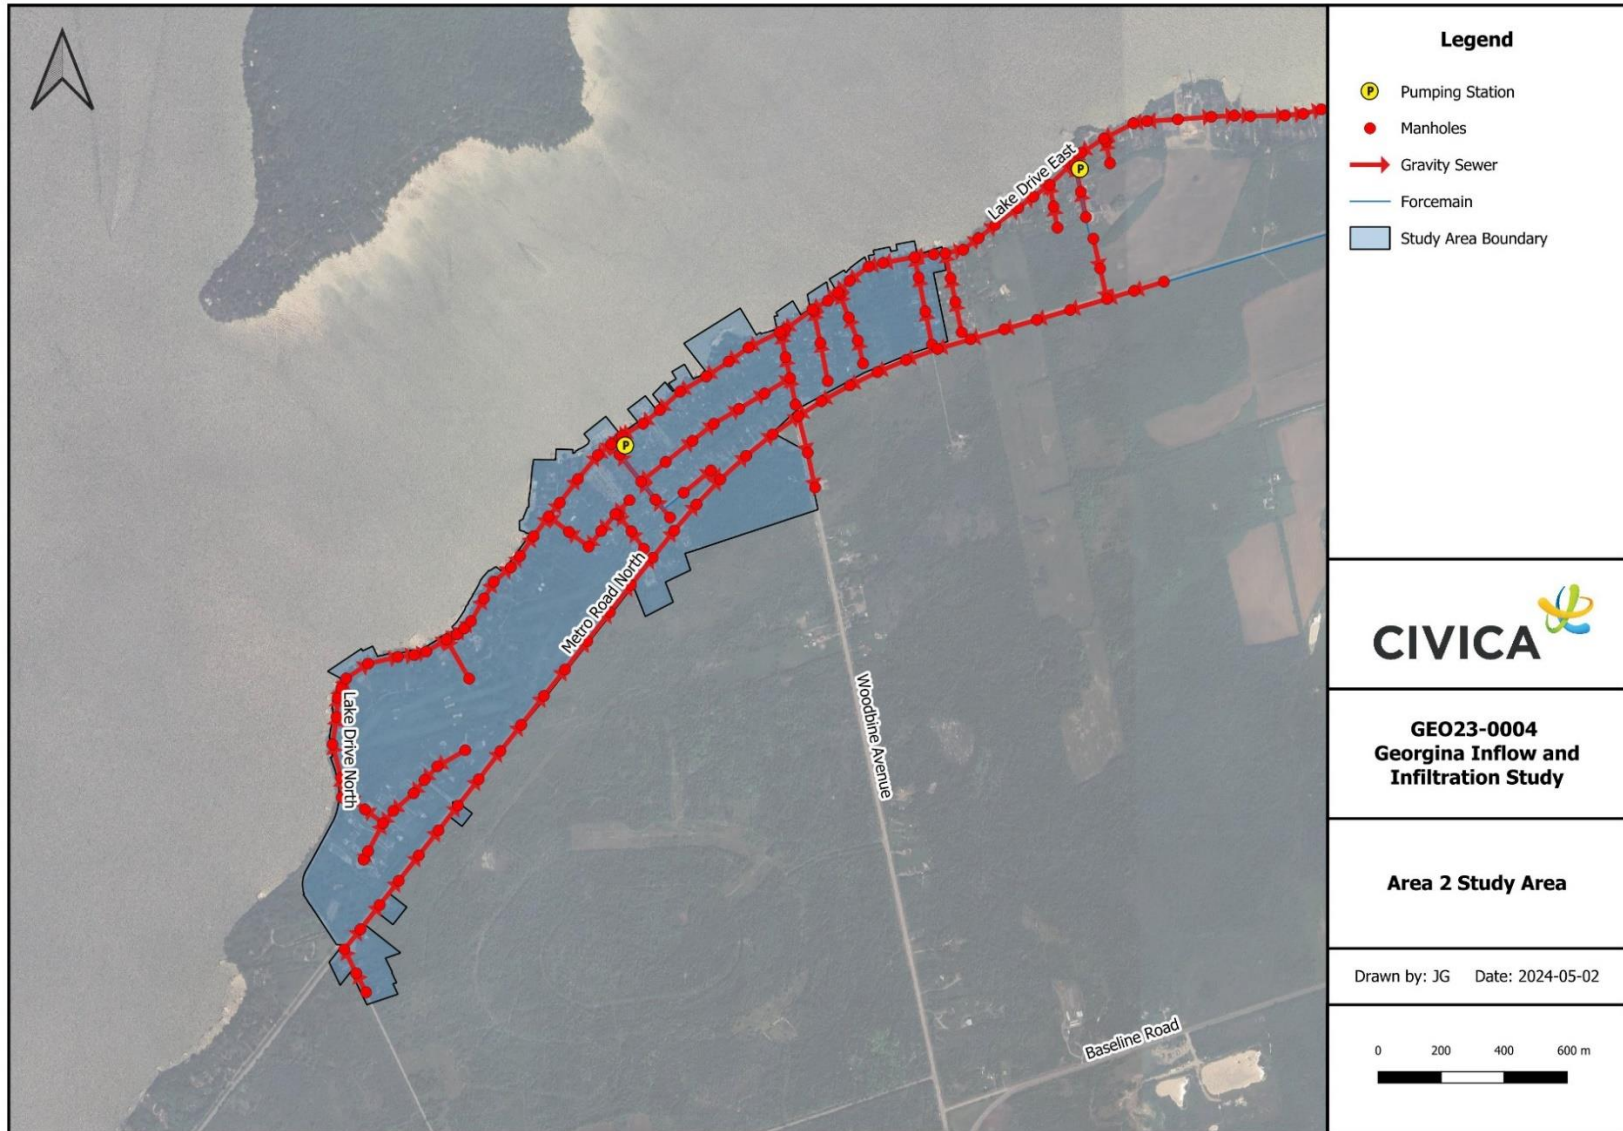 Legend
P Pumping Station
Manholes
Gravity Sewer
Forcemain
Study Area Boundary
Lake Drive East
P
P
Metro Road North
Lake Drive North
Woodbine Avenue
Baseline Road
CIVICA
GEO23-0004
Georgina Inflow and
Infiltration Study
Area 2 Study Area
Drawn by: JG Date: 2024-05-02
0 200 400 600 m